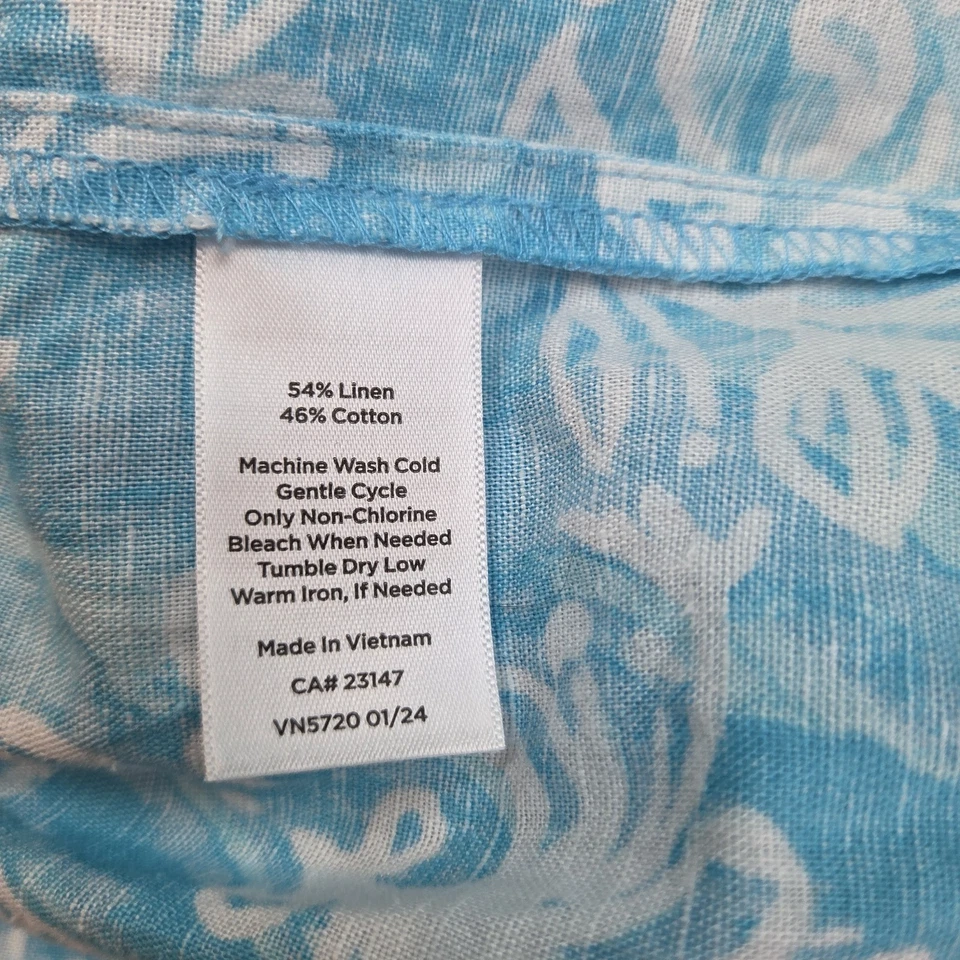 54% Linen
46% Cotton
Machine Wash Cold
Gentle Cycle
Only Non-Chlorine
Bleach When Needed
Tumble Dry Low
Warm Iron, If Needed
Made In Vietnam
CA# 23147
VN5720 01/24